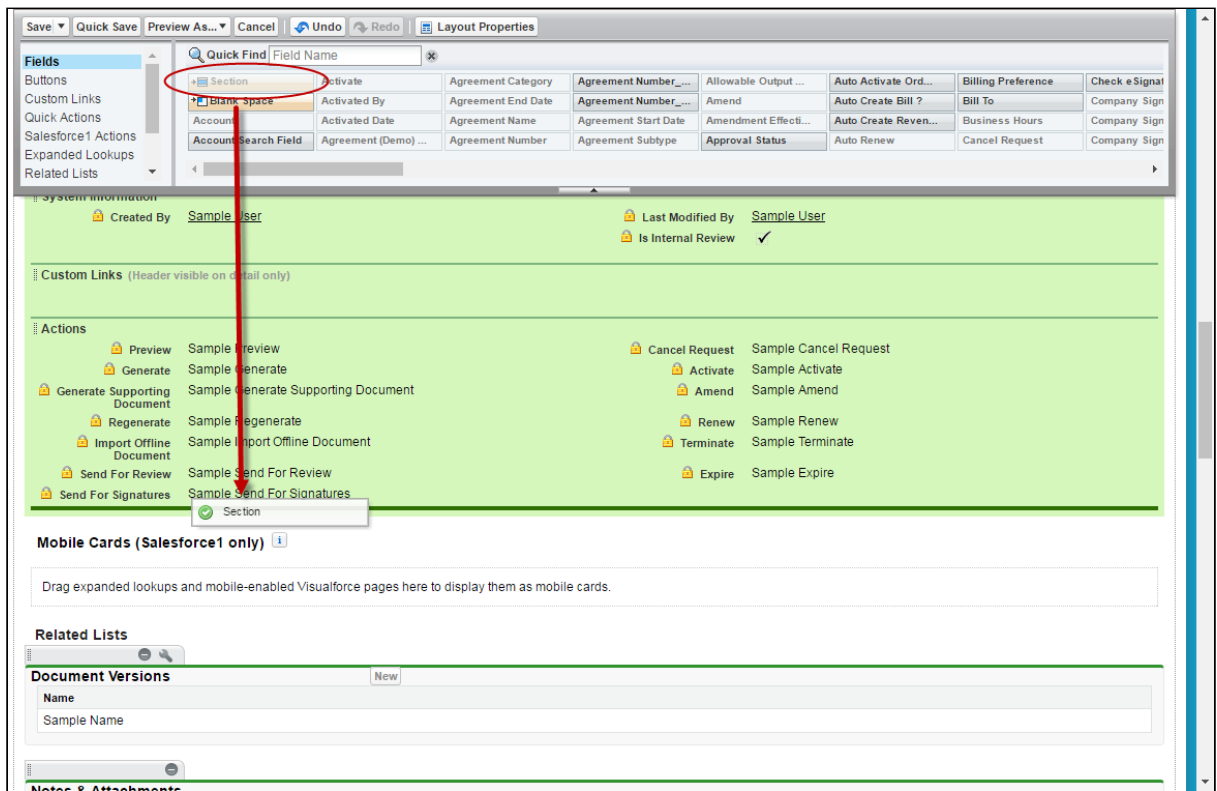 Save Quick Save Preview As... Cancel Undo Redo Layout Properties
Fields
Buttons
Custom Links
Quick Actions
Salesforce1 Actions
Expanded Lookups
Related Lists
Quick Find Field Name
Section Activate Agreement Category Agreement Number_... Allowable Output ... Auto Activate Ord... Billing Preference Check eSignat
Blank Space Activated By Agreement End Date Agreement Number_... Amend Auto Create Bill ? Bill To Company Sign
Account Activated Date Agreement Name Agreement Start Date Amendment Effecti... Auto Create Reven... Business Hours Company Sign
Account Search Field Agreement (Demo) ... Agreement Number Agreement Subtype Approval Status Auto Renew Cancel Request Company Sign
System Information
Created By Sample User Last Modified By Sample User
Is Internal Review
Custom Links (Header visible on detail only)
Actions
Preview Sample Preview Cancel Request Sample Cancel Request
Generate Sample Generate Activate Sample Activate
Generate Supporting Document Sample Generate Supporting Document Amend Sample Amend
Regenerate Sample Regenerate Renew Sample Renew
Import Offline Document Sample Import Offline Document Terminate Sample Terminate
Send For Review Sample Send For Review Expire Sample Expire
Send For Signatures Sample Send For Signatures
Section
Mobile Cards (Salesforce1 only) i
Drag expanded lookups and mobile-enabled Visualforce pages here to display them as mobile cards.
Related Lists
Document Versions New
Name
Sample Name
Notes & Attachments